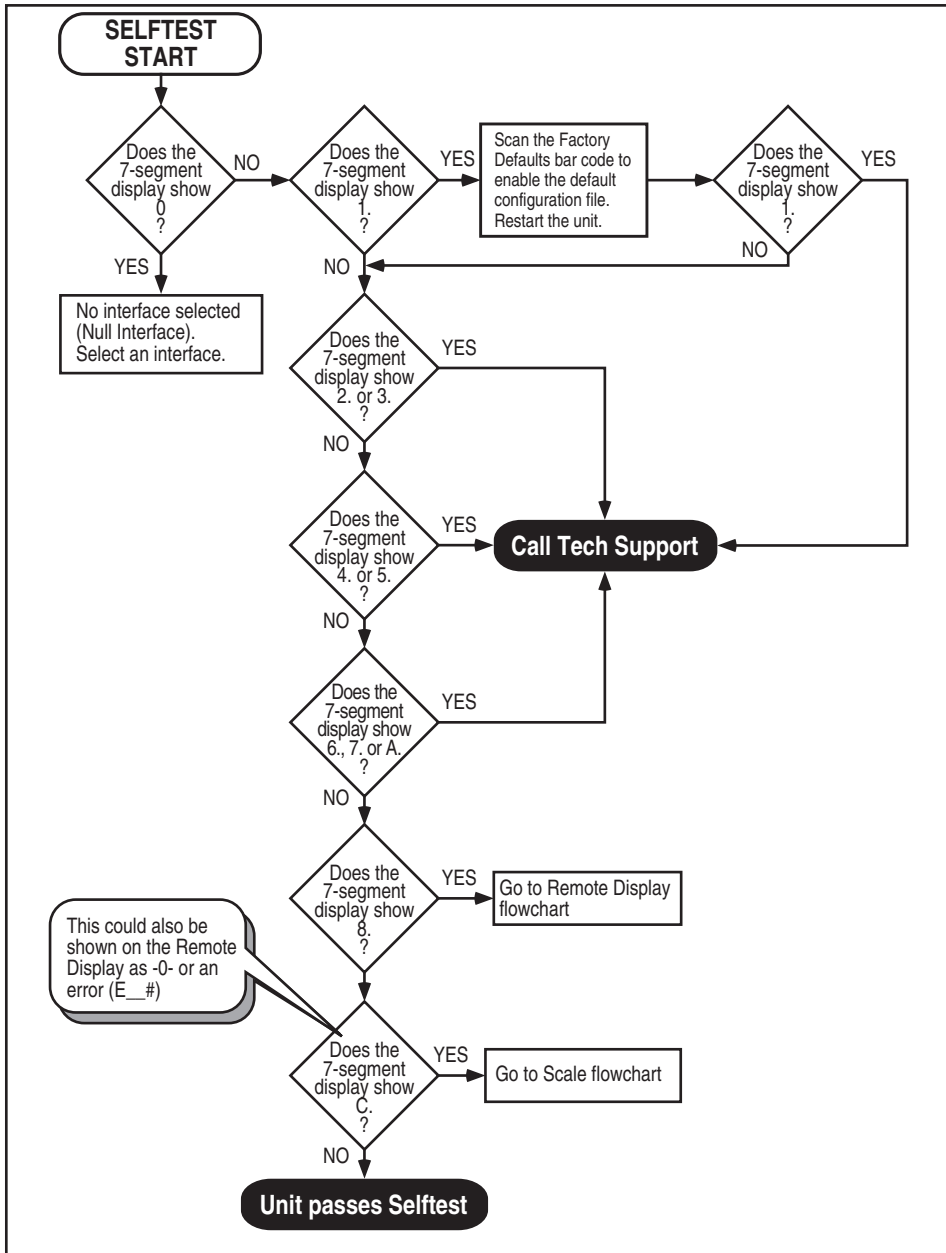 SELFTEST
START
Does the
7-segment
display show
0
?
NO
YES
No interface selected
(Null Interface).
Select an interface.
Does the
7-segment
display show
1.
?
YES
NO
Scan the Factory
Defaults bar code to
enable the default
configuration file.
Restart the unit.
Does the
7-segment
display show
1.
?
YES
NO
Does the
7-segment
display show
2. or 3.
?
YES
NO
Does the
7-segment
display show
4. or 5.
?
YES
Call Tech Support
NO
Does the
7-segment
display show
6., 7. or A.
?
YES
NO
Does the
7-segment
display show
8.
?
YES
Go to Remote Display
flowchart
This could also be
shown on the Remote
Display as -0- or an
error (E__#)
Does the
7-segment
display show
C.
?
YES
Go to Scale flowchart
NO
Unit passes Selftest